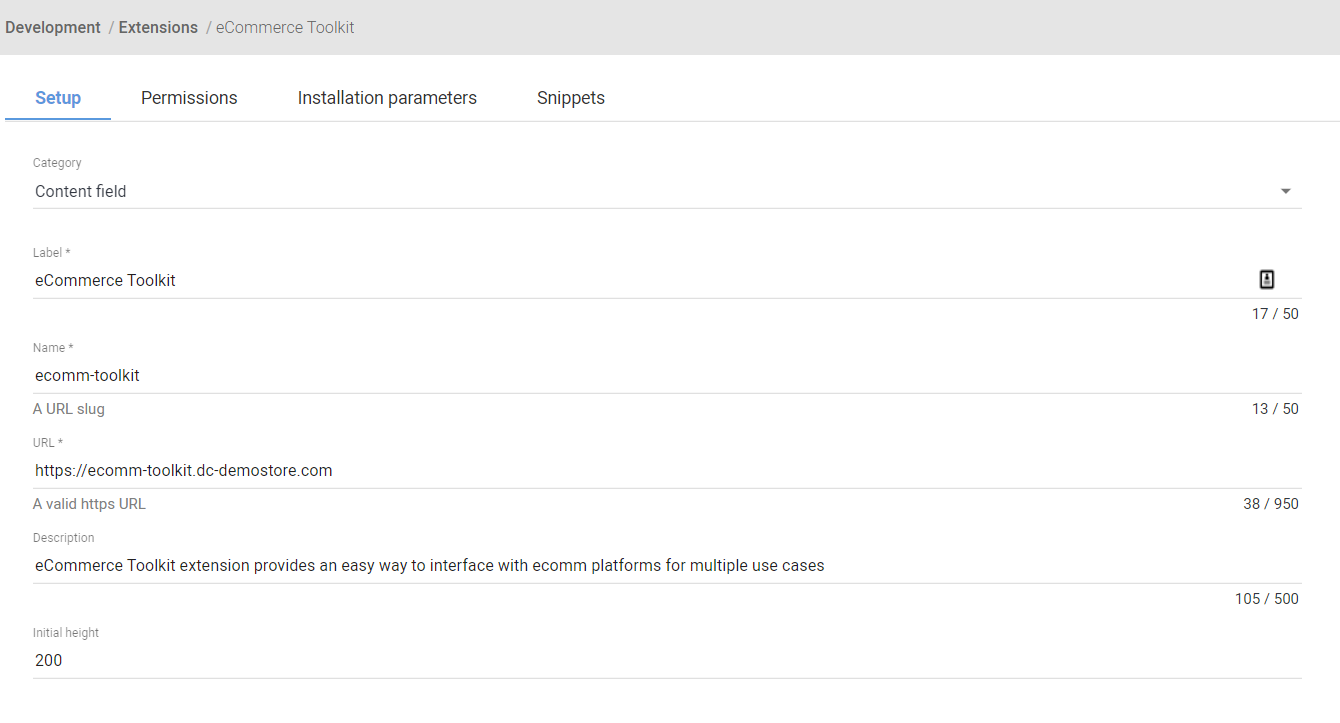 Development / Extensions / eCommerce Toolkit
Setup Permissions Installation parameters Snippets
Category
Content field
Label *
eCommerce Toolkit
17 / 50
Name *
ecomm-toolkit
A URL slug 13 / 50
URL *
https://ecomm-toolkit.dc-demostore.com
A valid https URL 38 / 950
Description
eCommerce Toolkit extension provides an easy way to interface with ecomm platforms for multiple use cases
105 / 500
Initial height
200